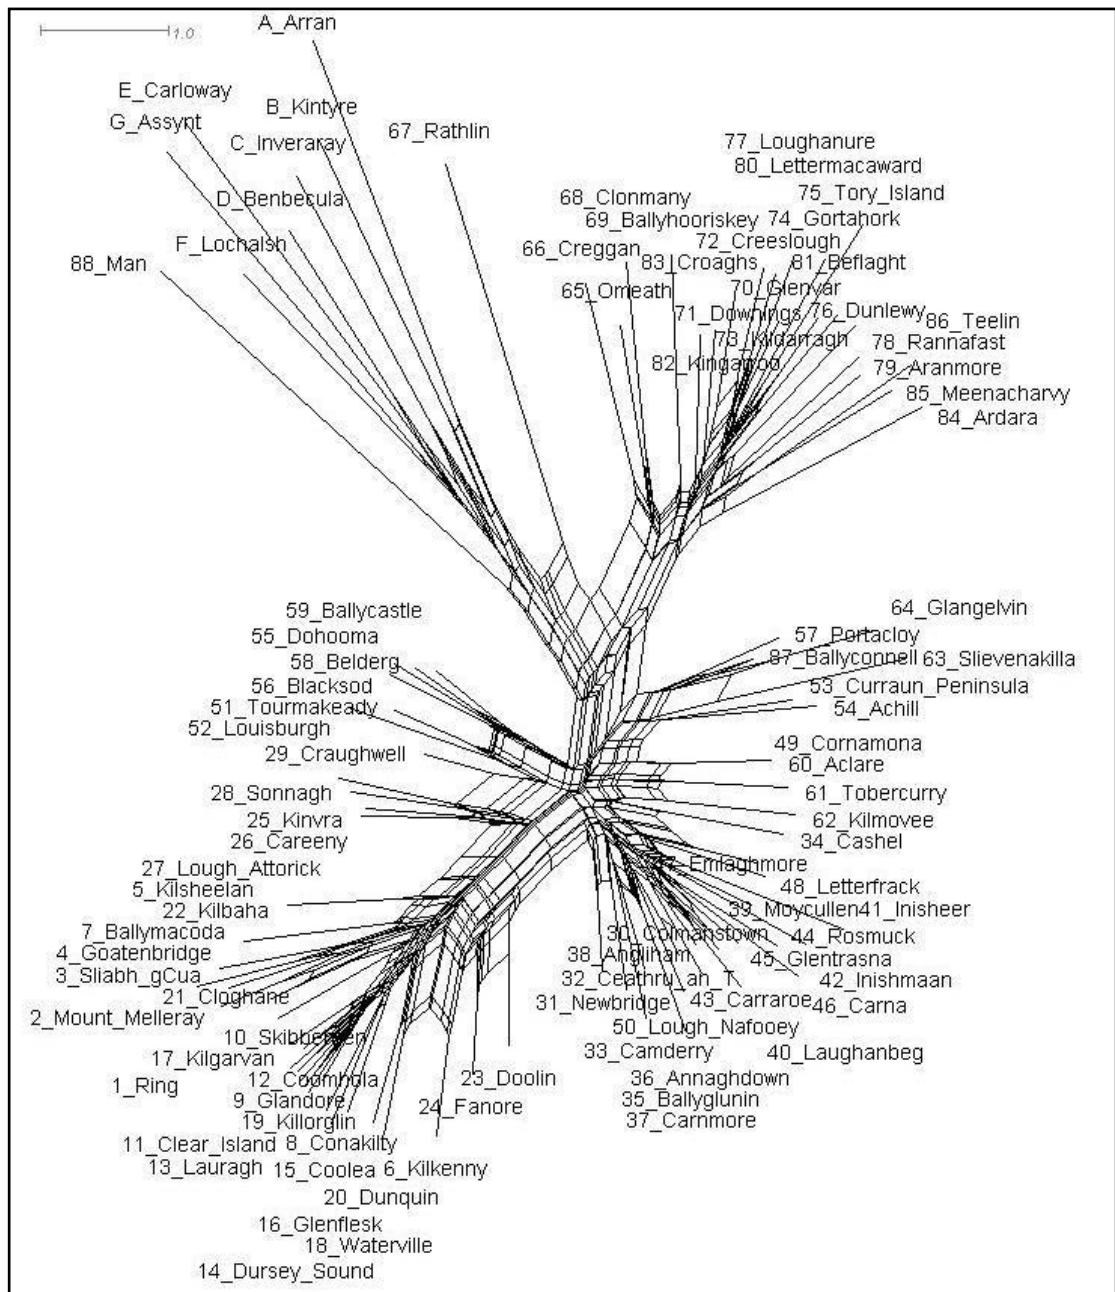 A_Arran
1.0
E_Carloway
B_Kintyre
G_Assynt
67_Rathlin
C_Inveraray
77_Loughanure
80_Lettermacaward
D_Benbecula
68_Clonmany
75_Tory_Island
69_Ballyhooriskey
74_Gortahork
F_Lochalsh
66_Creggan
72_Creeslough
88_Man
83_Croaghs
81_Beflaght
65_Omeath
70_Glenvar
71_Downings
76_Dunlewy
86_Teelin
73_Kildarragh
78_Rannafast
82_Kingarroo
79_Aranmore
85_Meenacharvy
84_Ardara
59_Ballycastle
64_Glangelvin
55_Dohooma
57_Portacloy
58_Belderg
87_Ballyconnell
63_Slievenakilla
56_Blacksod
53_Curraun_Peninsula
51_Tourmakeady
54_Achill
52_Louisburgh
49_Cornamona
29_Craughwell
60_Aclare
28_Sonnagh
61_Tobercurry
25_Kinvra
62_Kilmovee
26_Careeny
34_Cashel
27_Lough_Attorick
47_Emlaghmore
5_Kilsheelan
48_Letterfrack
22_Kilbaha
39_Moycullen
41_Inisheer
7_Ballymacoda
30_Colmanstown
44_Rosmuck
4_Goatenbridge
38_Angliham
45_Glentrasna
3_Sliabh_gCua
32_Ceathru_an_T.
42_Inishmaan
21_Cloghane
31_Newbridge
43_Carraroe
46_Carna
2_Mount_Melleray
50_Lough_Nafooey
10_Skibbereen
33_Camderry
40_Laughanbeg
17_Kilgarvan
12_Coomhola
23_Doolin
36_Annaghdown
1_Ring
9_Glandore
24_Fanore
35_Ballyglunin
19_Killorglin
37_Carnmore
11_Clear_Island
8_Conakilty
13_Lauragh
15_Coolea
6_Kilkenny
20_Dunquin
16_Glenflesk
18_Waterville
14_Dursey_Sound